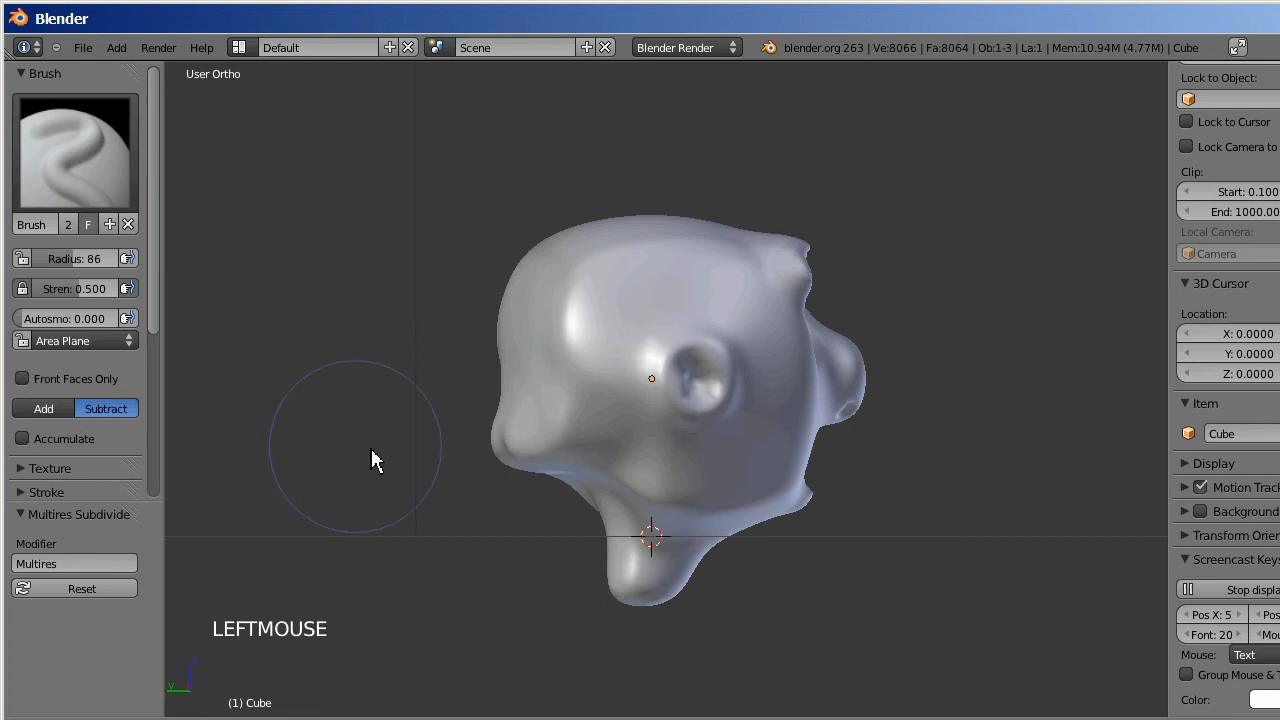 Blender
File Add Render Help Default Scene Blender Render blender.org 263 | Ve:8066 | Fa:8064 | Ob:1-3 | La:1 | Mem:10.94M (4.77M) | Cube
Brush
Brush 2 F
Radius: 86
Stren: 0.500
Autosmo: 0.000
Area Plane
Front Faces Only
Add Subtract
Accumulate
Texture
Stroke
Multires Subdivide
Modifier
Multires
Reset
User Ortho
LEFTMOUSE
z
y
(1) Cube
Lock to Object:
Lock to Cursor
Lock Camera to
Clip:
Start: 0.100
End: 1000.00
Local Camera:
Camera
3D Cursor
Location:
X: 0.0000
Y: 0.0000
Z: 0.0000
Item
Cube
Display
Motion Track
Background
Transform Orien
Screencast Keys
Stop displa
Pos X: 5 Pos
Font: 20 Mou
Mouse: Text
Group Mouse & T
Color: